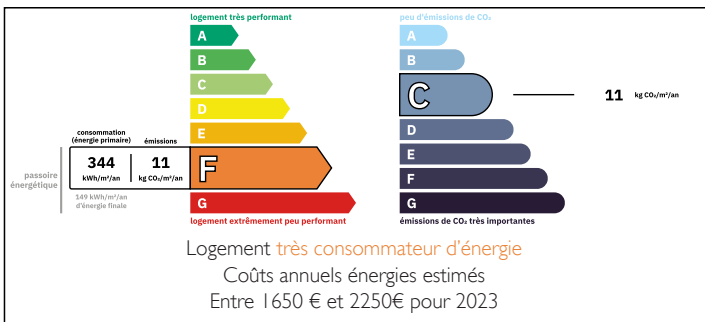 logement très performant
A
B
C
D
E
consommation
(énergie primaire)
émissions
344
kWh/m²/an
11
kg CO₂/m²/an
F
passoire
énergétique
149 kWh/m²/an
d'énergie finale
G
logement extrêmement peu performant
peu d'émissions de CO₂
A
B
C
11 kg CO₂/m²/an
D
E
F
G
émissions de CO₂ très importantes
Logement très consommateur d'énergie
Coûts annuels énergies estimés
Entre 1650 € et 2250€ pour 2023